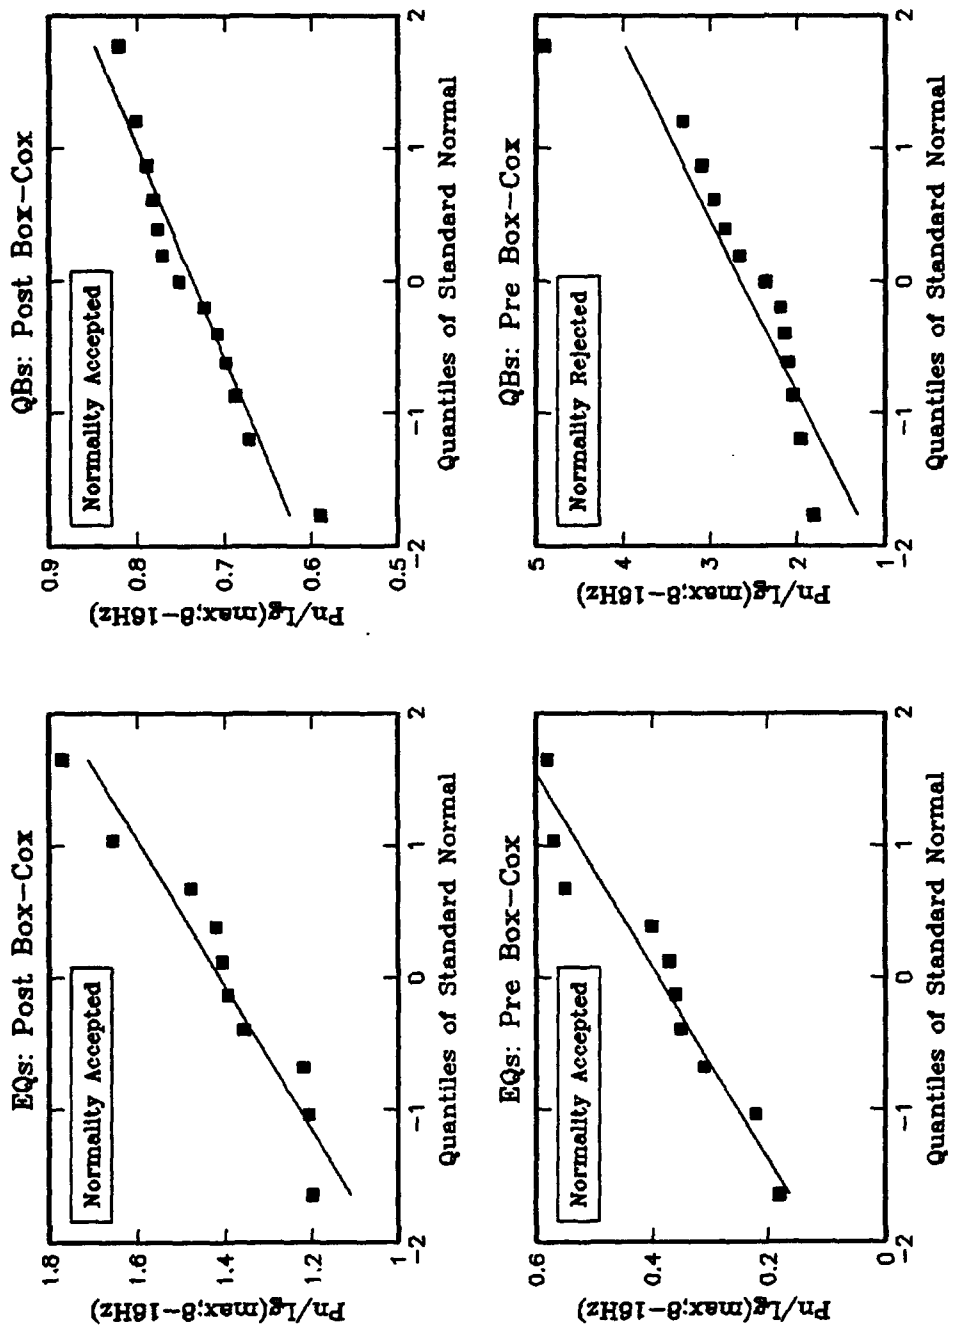 EQs: Post Box-Cox
Normality Accepted
Pn/Lg(max;8-16Hz)
1.8
1.6
1.4
1.2
1
-2 -1 0 1 2
Quantiles of Standard Normal
QBs: Post Box-Cox
Normality Accepted
Pn/Lg(max;8-16Hz)
0.9
0.8
0.7
0.6
0.5
-2 -1 0 1 2
Quantiles of Standard Normal
EQs: Pre Box-Cox
Normality Accepted
Pn/Lg(max;8-16Hz)
0.6
0.4
0.2
0
-2 -1 0 1 2
Quantiles of Standard Normal
QBs: Pre Box-Cox
Normality Rejected
Pn/Lg(max;8-16Hz)
5
4
3
2
1
-2 -1 0 1 2
Quantiles of Standard Normal